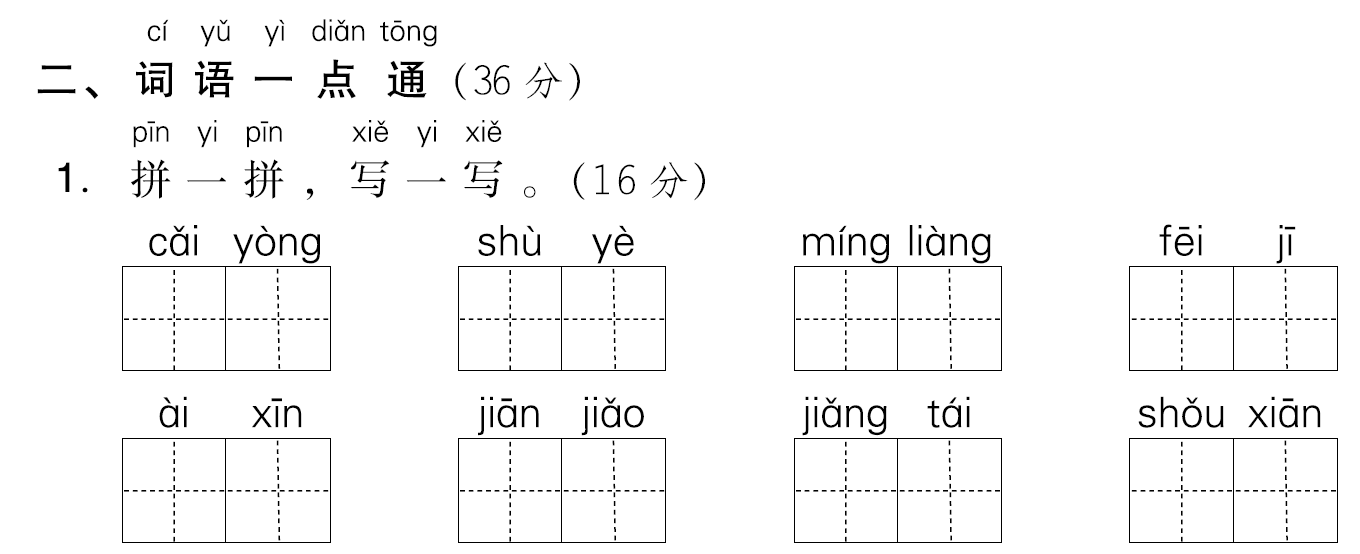 cí yǔ yì diǎn tōng
二、词语一点通（36分）
pīn yi pīn xiě yi xiě
1. 拼一拼，写一写。（16分）
cǎi yòng shù yè míng liàng fēi jī
ài xīn jiān jiǎo jiǎng tái shǒu xiān